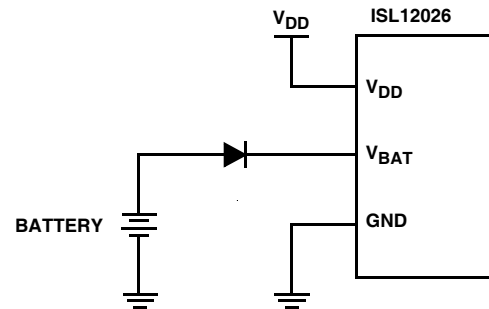 V_DD
ISL12026
V_DD
V_BAT
BATTERY
GND